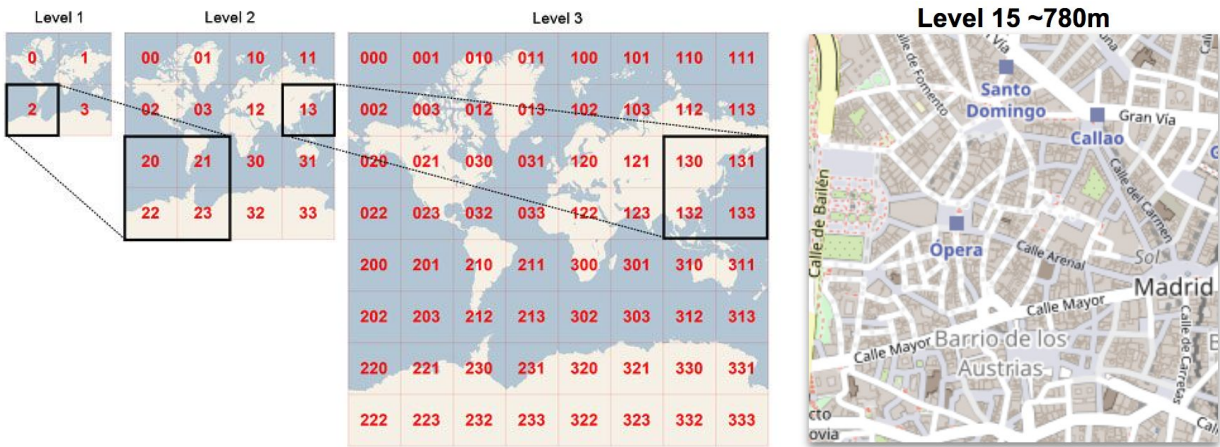 Level 1
0 1
2 3
Level 2
00 01 10 11
02 03 12 13
20 21 30 31
22 23 32 33
Level 3
000 001 010 011 100 101 110 111
002 003 012 013 102 103 112 113
020 021 030 031 120 121 130 131
022 023 032 033 122 123 132 133
200 201 210 211 300 301 310 311
202 203 212 213 302 303 312 313
220 221 230 231 320 321 330 331
222 223 232 233 322 323 332 333
Level 15 ~780m
alle de Fomento
Vía
Santo
Domingo
Gran Vía
Callao
G
Calle del Carmen
Calle de Bailén
Ópera
Calle Arenal
Sol
Madrid
Calle Mayor
Calle Mayor
Barrio de los
Austrias
Calle de Carretas
B
cto
ovia